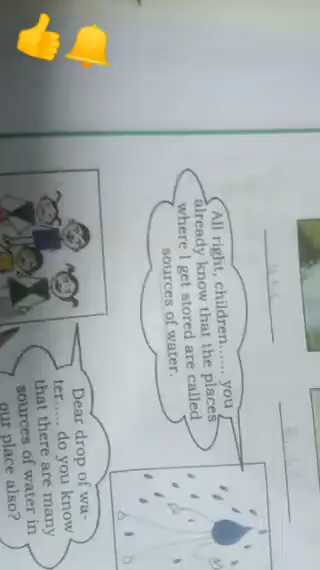 All right, children...... you
already know that the places
where I get stored are called
sources of water.
Dear drop of wa-
ter..... do you know
that there are many
sources of water in
our place also?